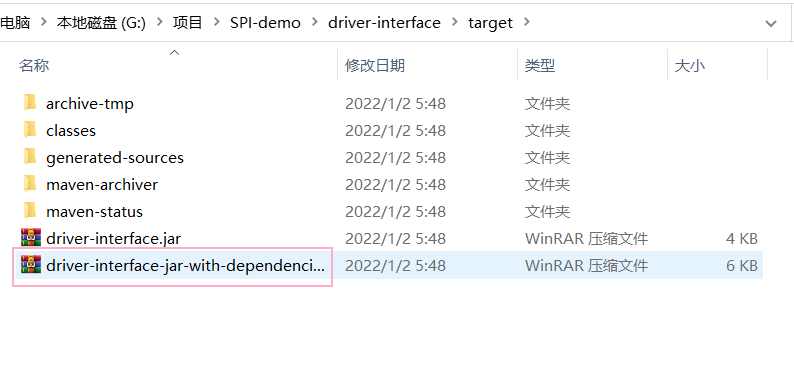 电脑 > 本地磁盘 (G:) > 项目 > SPI-demo > driver-interface > target >
名称 修改日期 类型 大小
archive-tmp 2022/1/2 5:48 文件夹
classes 2022/1/2 5:48 文件夹
generated-sources 2022/1/2 5:48 文件夹
maven-archiver 2022/1/2 5:48 文件夹
maven-status 2022/1/2 5:48 文件夹
driver-interface.jar 2022/1/2 5:48 WinRAR 压缩文件 4 KB
driver-interface-jar-with-dependenci... 2022/1/2 5:48 WinRAR 压缩文件 6 KB